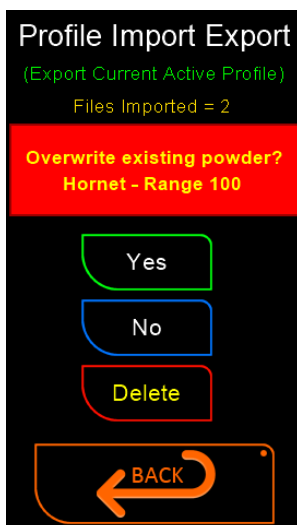 Profile Import Export
(Export Current Active Profile)
Files Imported = 2
Overwrite existing powder?
Hornet - Range 100
Yes
No
Delete
BACK